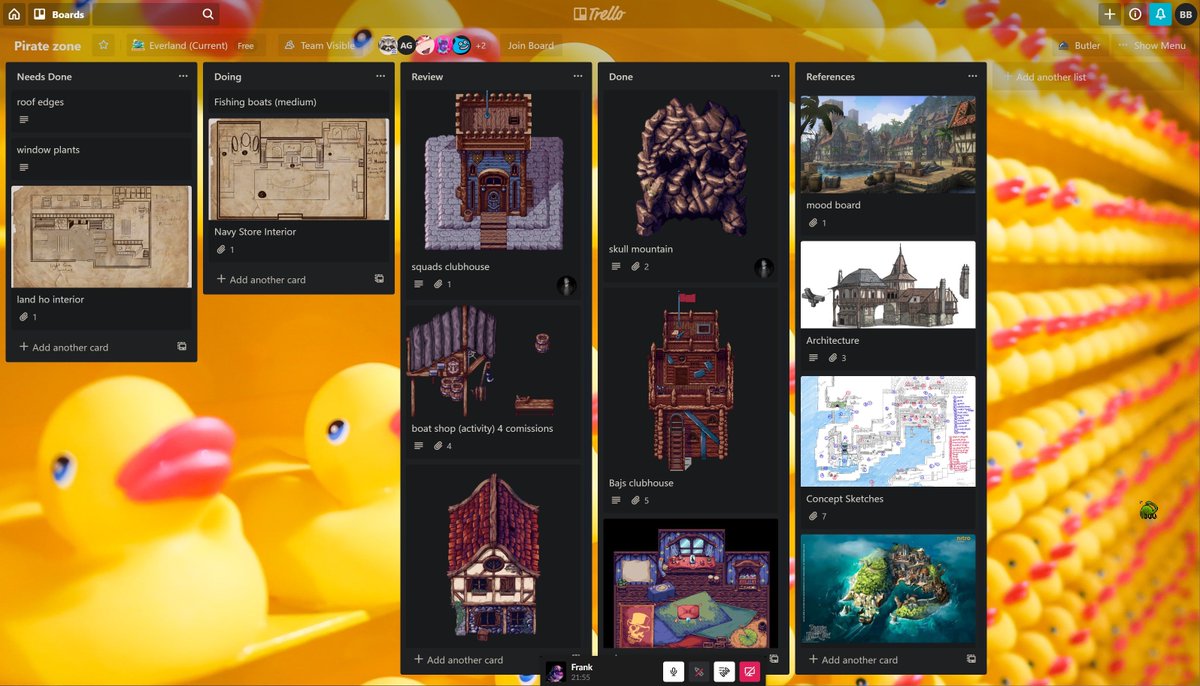 Boards
Trello
BB
Pirate zone
Everland (Current) Free
Team Visible
AG
+2
Join Board
Butler
Show Menu
Needs Done
roof edges
window plants
land ho interior
1
Add another card
Doing
Fishing boats (medium)
Navy Store Interior
1
Add another card
Review
squads clubhouse
1
boat shop (activity) 4 comissions
4
Add another card
Done
skull mountain
2
Bajs clubhouse
5
References
mood board
1
Architecture
3
Concept Sketches
7
nitro
Add another card
Add another list
Frank
21:55